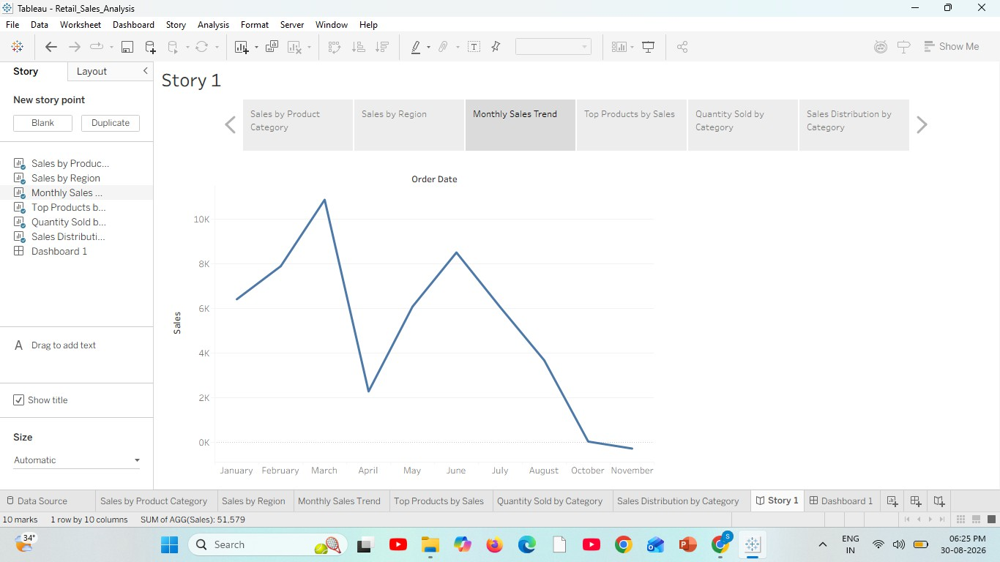 Tableau - Retail_Sales_Analysis
File Data Worksheet Dashboard Story Analysis Format Server Window Help
Show Me
Story Layout
New story point
Blank Duplicate
Sales by Produc...
Sales by Region
Monthly Sales ...
Top Products b...
Quantity Sold b...
Sales Distributi...
Dashboard 1
A Drag to add text
Show title
Size
Automatic
Story 1
Sales by Product
Category
Sales by Region
Monthly Sales Trend
Top Products by Sales
Quantity Sold by
Category
Sales Distribution by
Category
Order Date
10K
8K
6K
4K
2K
0K
Sales
January February March April May June July August October November
Data Source Sales by Product Category Sales by Region Monthly Sales Trend Top Products by Sales Quantity Sold by Category Sales Distribution by Category Story 1 Dashboard 1
10 marks 1 row by 10 columns SUM of AGG(Sales): 51,579
34°
Search
S
ENG
IN
06:25 PM
30-08-2026